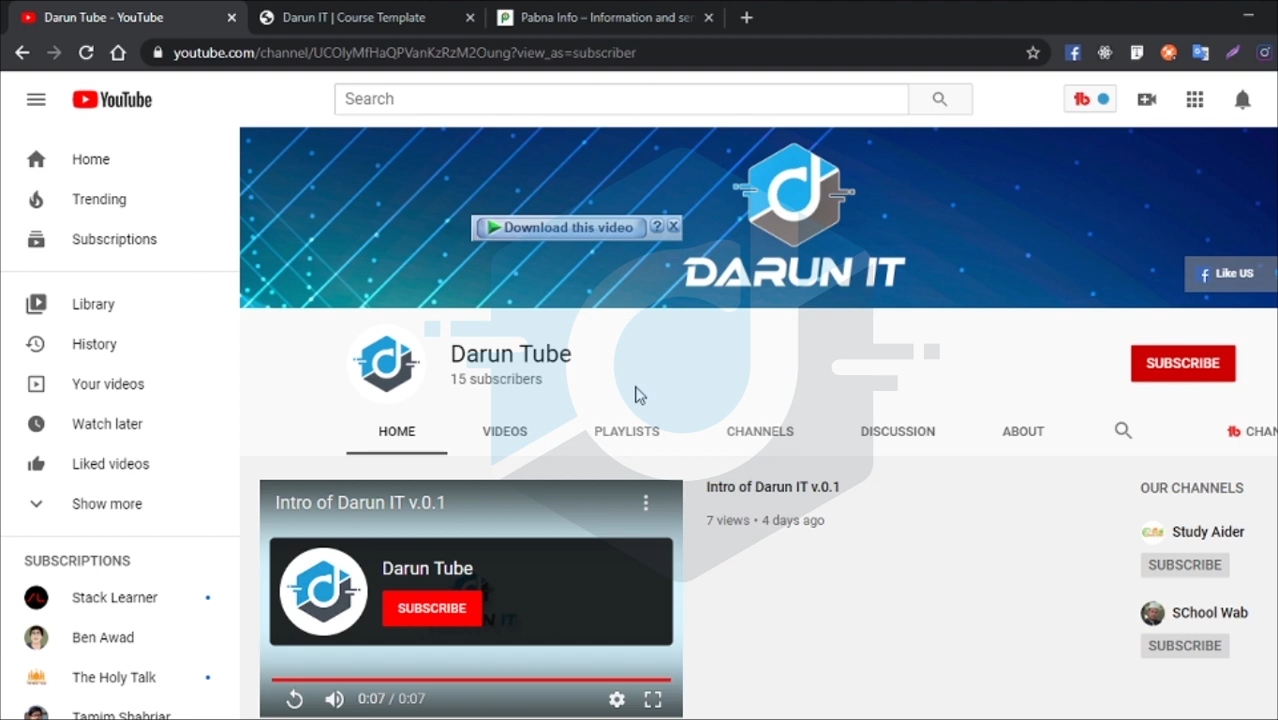 Darun Tube - YouTube
Darun IT | Course Template
Pabna Info – Information and ser
youtube.com/channel/UCOIyMfHaQPVanKzRzM2Oung?view_as=subscriber
YouTube
Search
Home
Trending
Subscriptions
Library
History
Your videos
Watch later
Liked videos
Show more
SUBSCRIPTIONS
Stack Learner
Ben Awad
The Holy Talk
Tamim Shahriar
Download this video
DARUN IT
Like US
Darun Tube
15 subscribers
SUBSCRIBE
HOME
VIDEOS
PLAYLISTS
CHANNELS
DISCUSSION
ABOUT
CHAN
Intro of Darun IT v.0.1
Darun Tube
SUBSCRIBE
0:07 / 0:07
Intro of Darun IT v.0.1
7 views • 4 days ago
OUR CHANNELS
Study Aider
SUBSCRIBE
SChool Wab
SUBSCRIBE